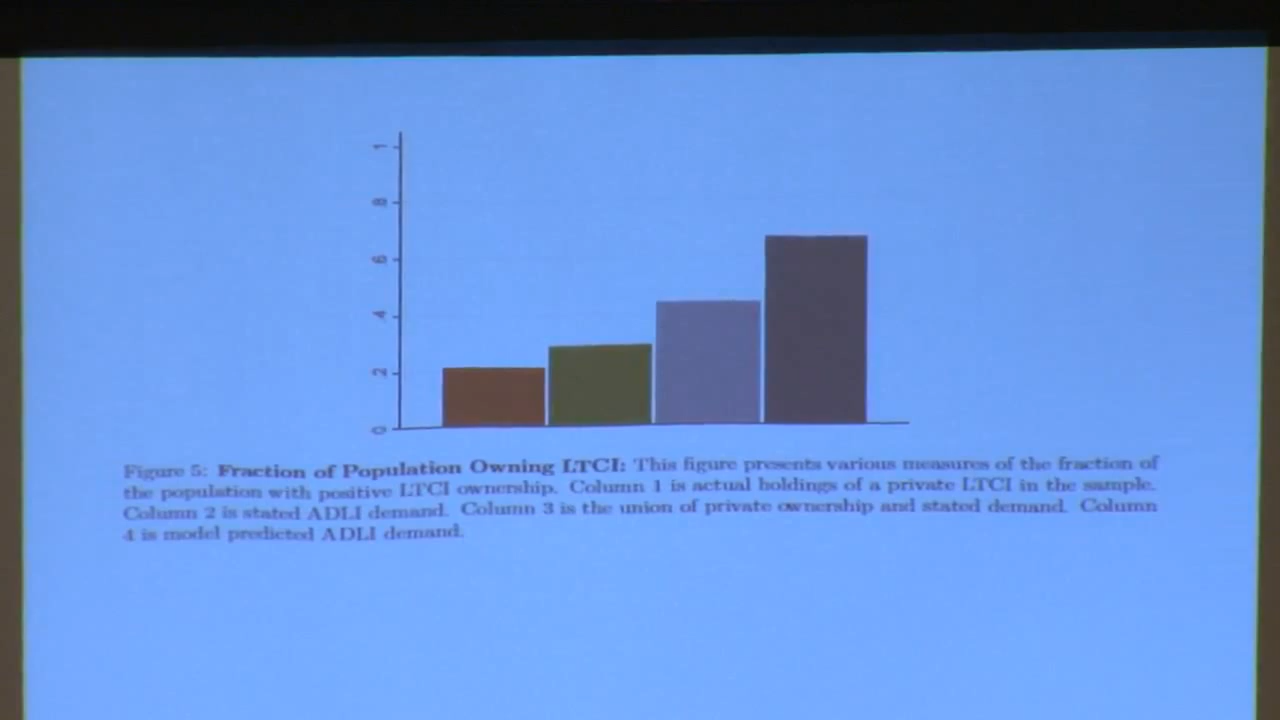 1
.8
.6
.4
.2
0
Figure 5: Fraction of Population Owning LTCI: This figure presents various measures of the fraction of
the population with positive LTCI ownership. Column 1 is actual holdings of a private LTCI in the sample.
Column 2 is stated ADLI demand. Column 3 is the union of private ownership and stated demand. Column
4 is model predicted ADLI demand.